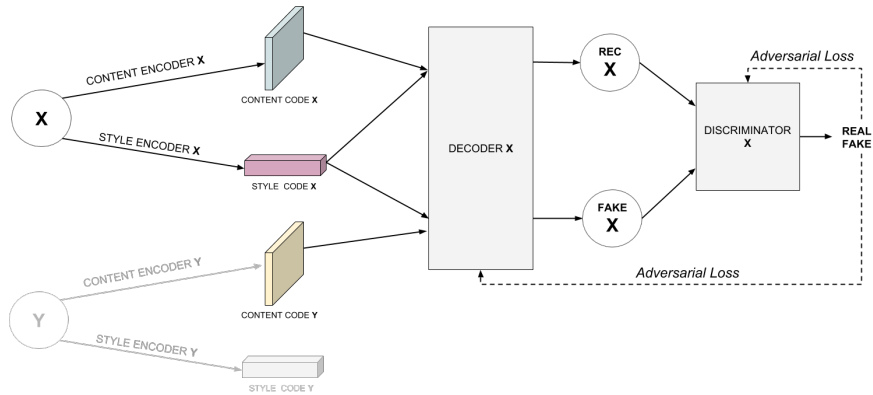 X
CONTENT ENCODER X
CONTENT CODE X
STYLE ENCODER X
STYLE CODE X
Y
CONTENT ENCODER Y
CONTENT CODE Y
STYLE ENCODER Y
STYLE CODE Y
DECODER X
REC
X
FAKE
X
Adversarial Loss
DISCRIMINATOR
X
REAL
FAKE
Adversarial Loss